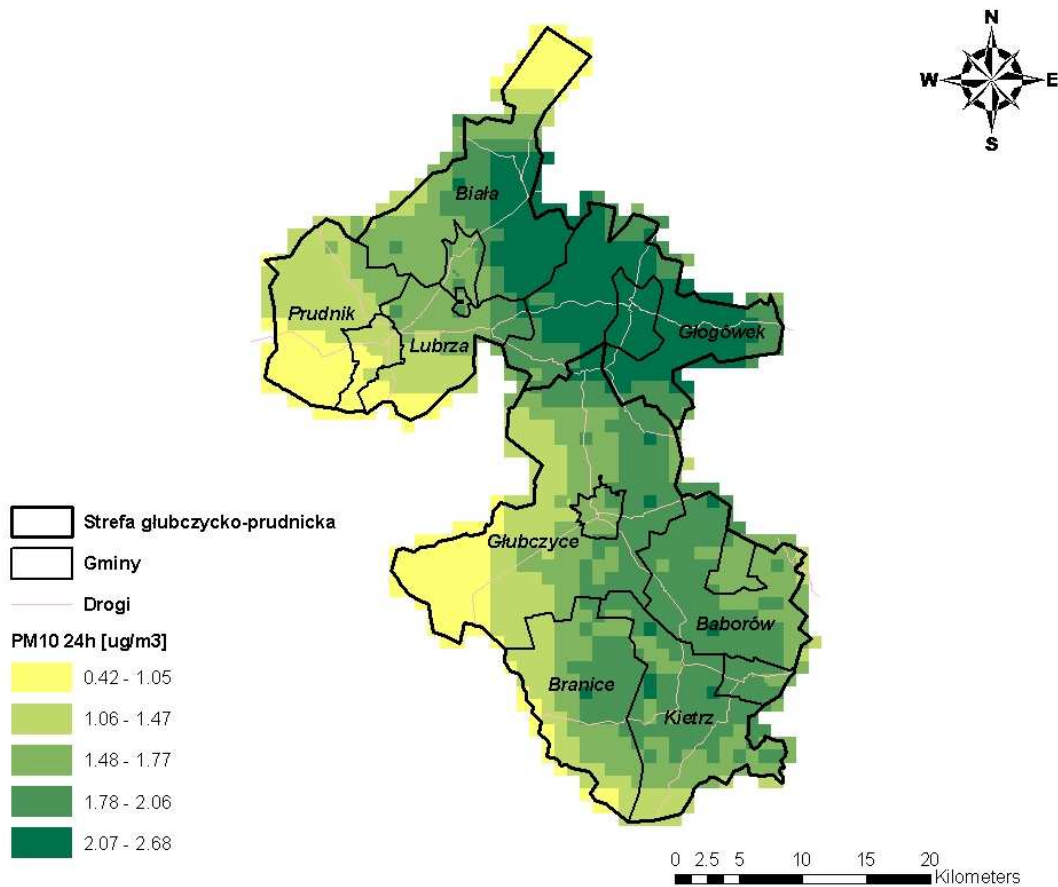 N
W E
S
Biała
Prudnik
Lubrza
Głogówek
Głubczyce
Baborów
Branice
Kietrz
Strefa głubczycko-prudnicka
Gminy
Drogi
PM10 24h [ug/m3]
0.42 - 1.05
1.06 - 1.47
1.48 - 1.77
1.78 - 2.06
2.07 - 2.68
0 2.5 5 10 15 20
Kilometers